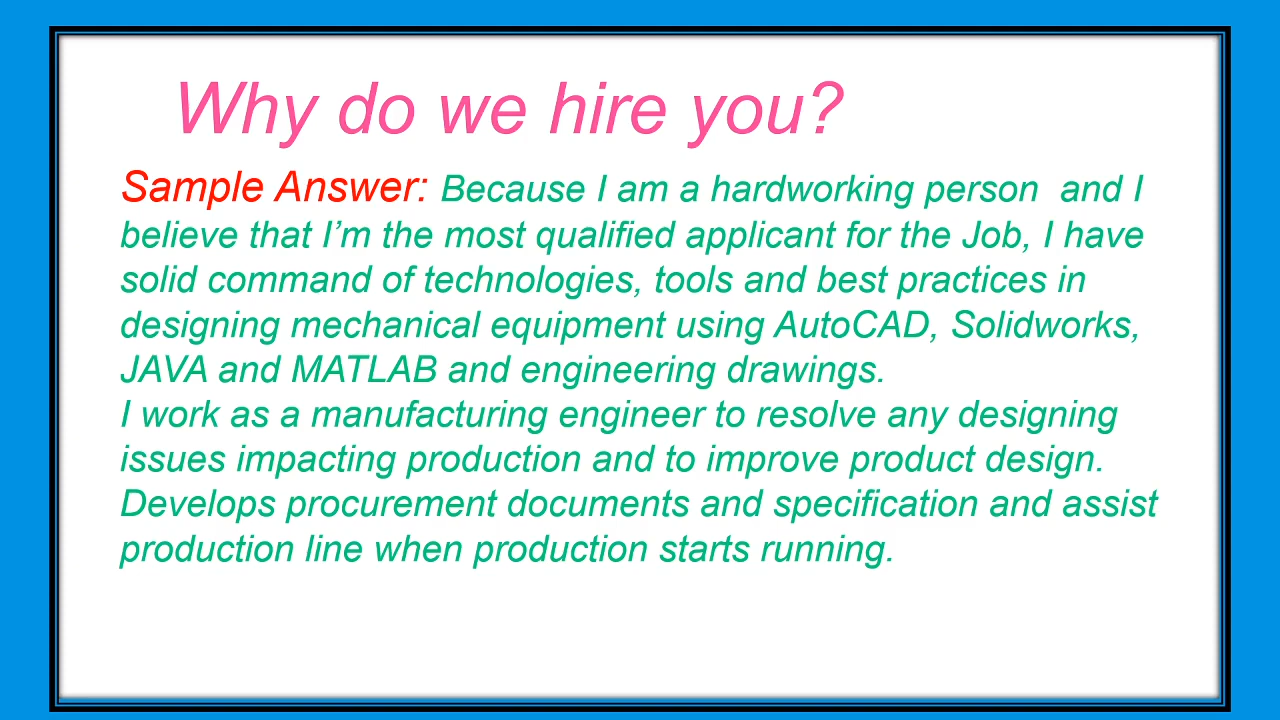 Why do we hire you?
Sample Answer: Because I am a hardworking person  and I
believe that I’m the most qualified applicant for the Job, I have
solid command of technologies, tools and best practices in
designing mechanical equipment using AutoCAD, Solidworks,
JAVA and MATLAB and engineering drawings.
I work as a manufacturing engineer to resolve any designing
issues impacting production and to improve product design.
Develops procurement documents and specification and assist
production line when production starts running.